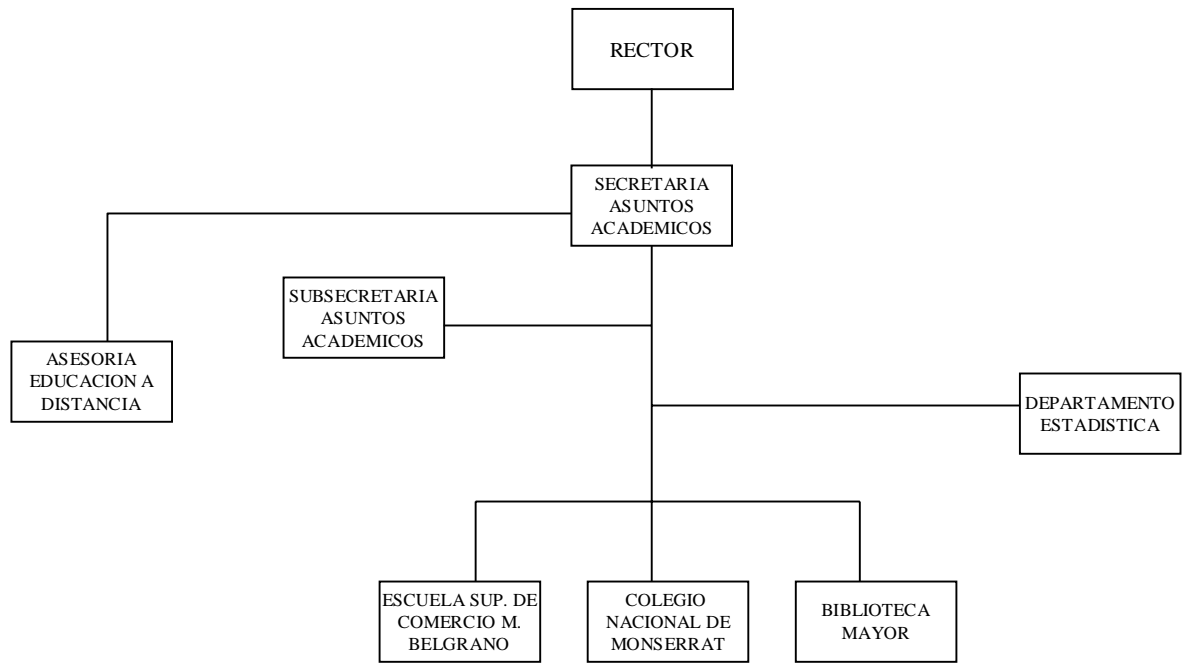 RECTOR
SECRETARIA
ASUNTOS
ACADEMICOS
SUBSECRETARIA
ASUNTOS
ACADEMICOS
ASESORIA
EDUCACION A
DISTANCIA
DEPARTAMENTO
ESTADISTICA
ESCUELA SUP. DE
COMERCIO M.
BELGRANO
COLEGIO
NACIONAL DE
MONSERRAT
BIBLIOTECA
MAYOR